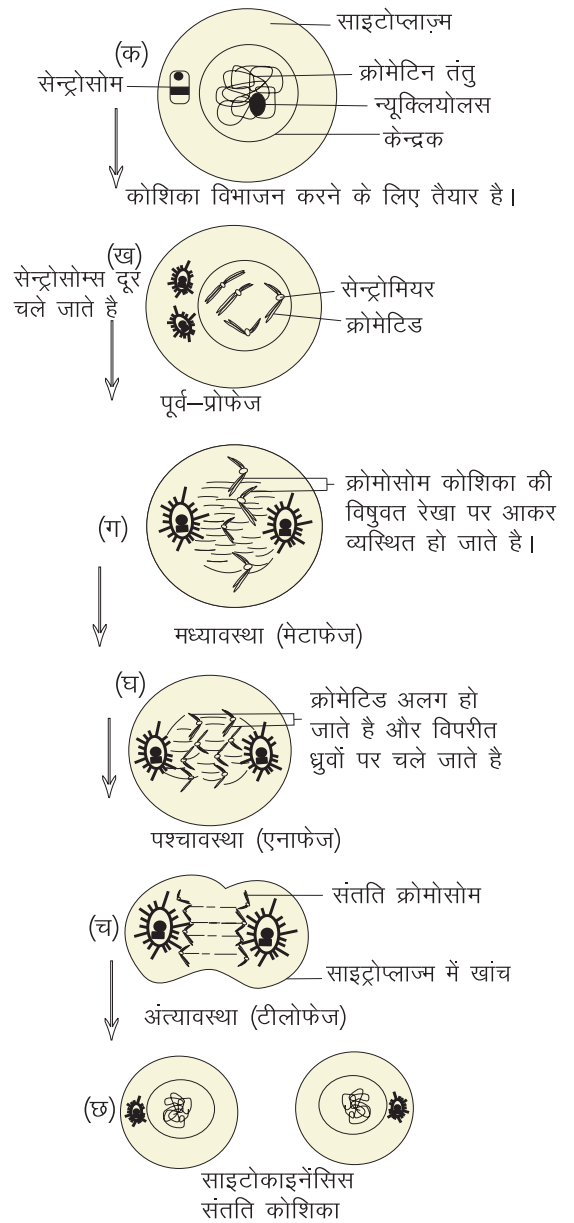 साइटोप्लाज़्म
(क)
सेन्ट्रोसोम
क्रोमेटिन तंतु
न्यूक्लियोलस
केन्द्रक
कोशिका विभाजन करने के लिए तैयार है।
(ख)
सेन्ट्रोसोम्स दूर
चले जाते है
सेन्ट्रोमियर
क्रोमेटिड
पूर्व–प्रोफेज
(ग)
क्रोमोसोम कोशिका की
विषुवत रेखा पर आकर
व्यस्थित हो जाते है।
मध्यावस्था (मेटाफेज)
(घ)
क्रोमेटिड अलग हो
जाते है और विपरीत
ध्रुवों पर चले जाते है
पश्चावस्था (एनाफेज)
(च)
संतति क्रोमोसोम
साइट्रोप्लाज्म में खांच
अंत्यावस्था (टीलोफेज)
(छ)
साइटोकाइनेंसिस
संतति कोशिका